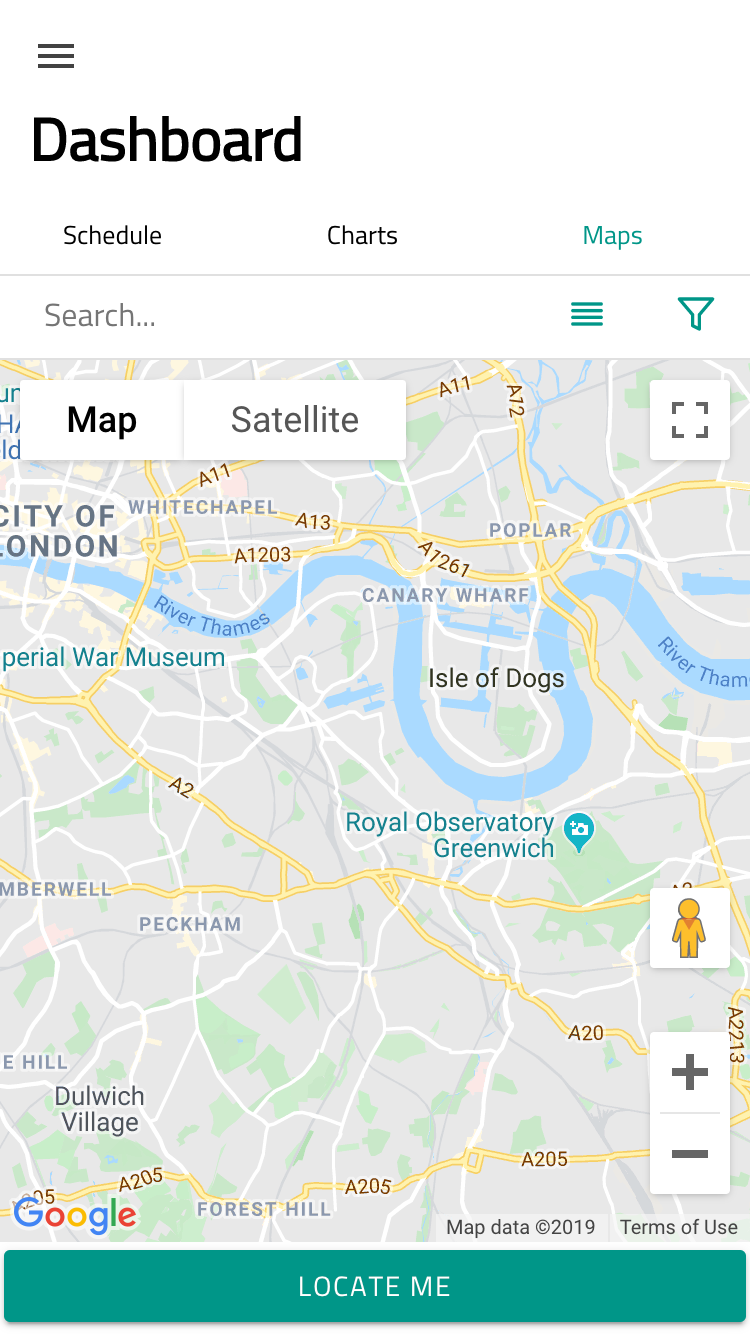 Dashboard
Schedule Charts Maps
Search...
Map Satellite
A11
A12
A11
WHITECHAPEL
CITY OF
LONDON
A13
POPLAR
A1203
A1261
CANARY WHARF
River Thames
River Tham
perial War Museum
Isle of Dogs
A2
Royal Observatory
Greenwich
MBERWELL
PECKHAM
A20
A2213
E HILL
Dulwich
Village
A205
A205
A205
FOREST HILL
Google
Map data ©2019 Terms of Use
LOCATE ME